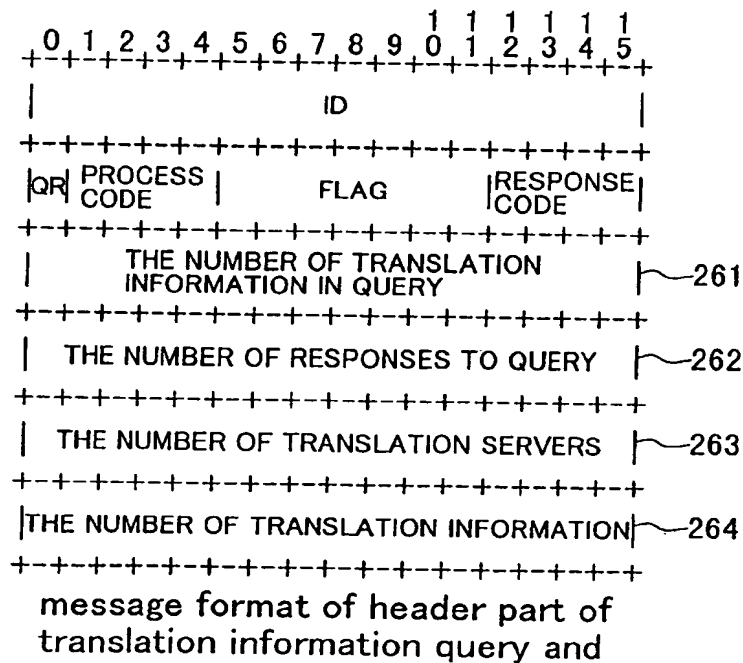 1 1 1 1 1 1
0 1 2 3 4 5 6 7 8 9 0 1 2 3 4 5
+-+-+-+-+-+-+-+-+-+-+-+-+-+-+-+-+
| ID |
+-+-+-+-+-+-+-+-+-+-+-+-+-+-+-+-+
|QR| PROCESS CODE | FLAG |RESPONSE CODE |
+-+-+-+-+-+-+-+-+-+-+-+-+-+-+-+-+
| THE NUMBER OF TRANSLATION
INFORMATION IN QUERY | 261
+-+-+-+-+-+-+-+-+-+-+-+-+-+-+-+-+
| THE NUMBER OF RESPONSES TO QUERY | 262
+-+-+-+-+-+-+-+-+-+-+-+-+-+-+-+-+
| THE NUMBER OF TRANSLATION SERVERS | 263
+-+-+-+-+-+-+-+-+-+-+-+-+-+-+-+-+
|THE NUMBER OF TRANSLATION INFORMATION| 264
+-+-+-+-+-+-+-+-+-+-+-+-+-+-+-+-+
message format of header part of
translation information query and